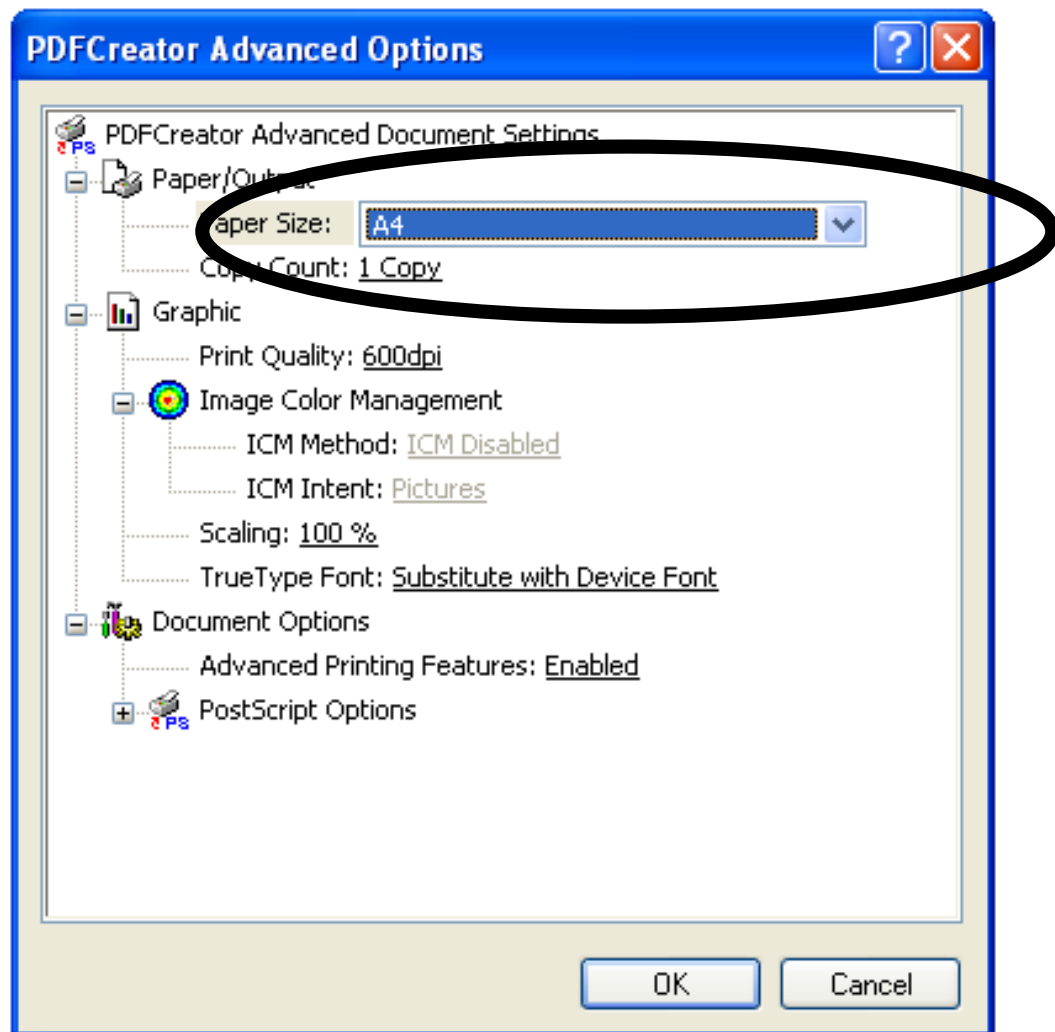 PDFCreator Advanced Options
PDFCreator Advanced Document Settings
Paper/Output
Paper Size: A4
Copy Count: 1 Copy
Graphic
Print Quality: 600dpi
Image Color Management
ICM Method: ICM Disabled
ICM Intent: Pictures
Scaling: 100 %
TrueType Font: Substitute with Device Font
Document Options
Advanced Printing Features: Enabled
PostScript Options
OK Cancel